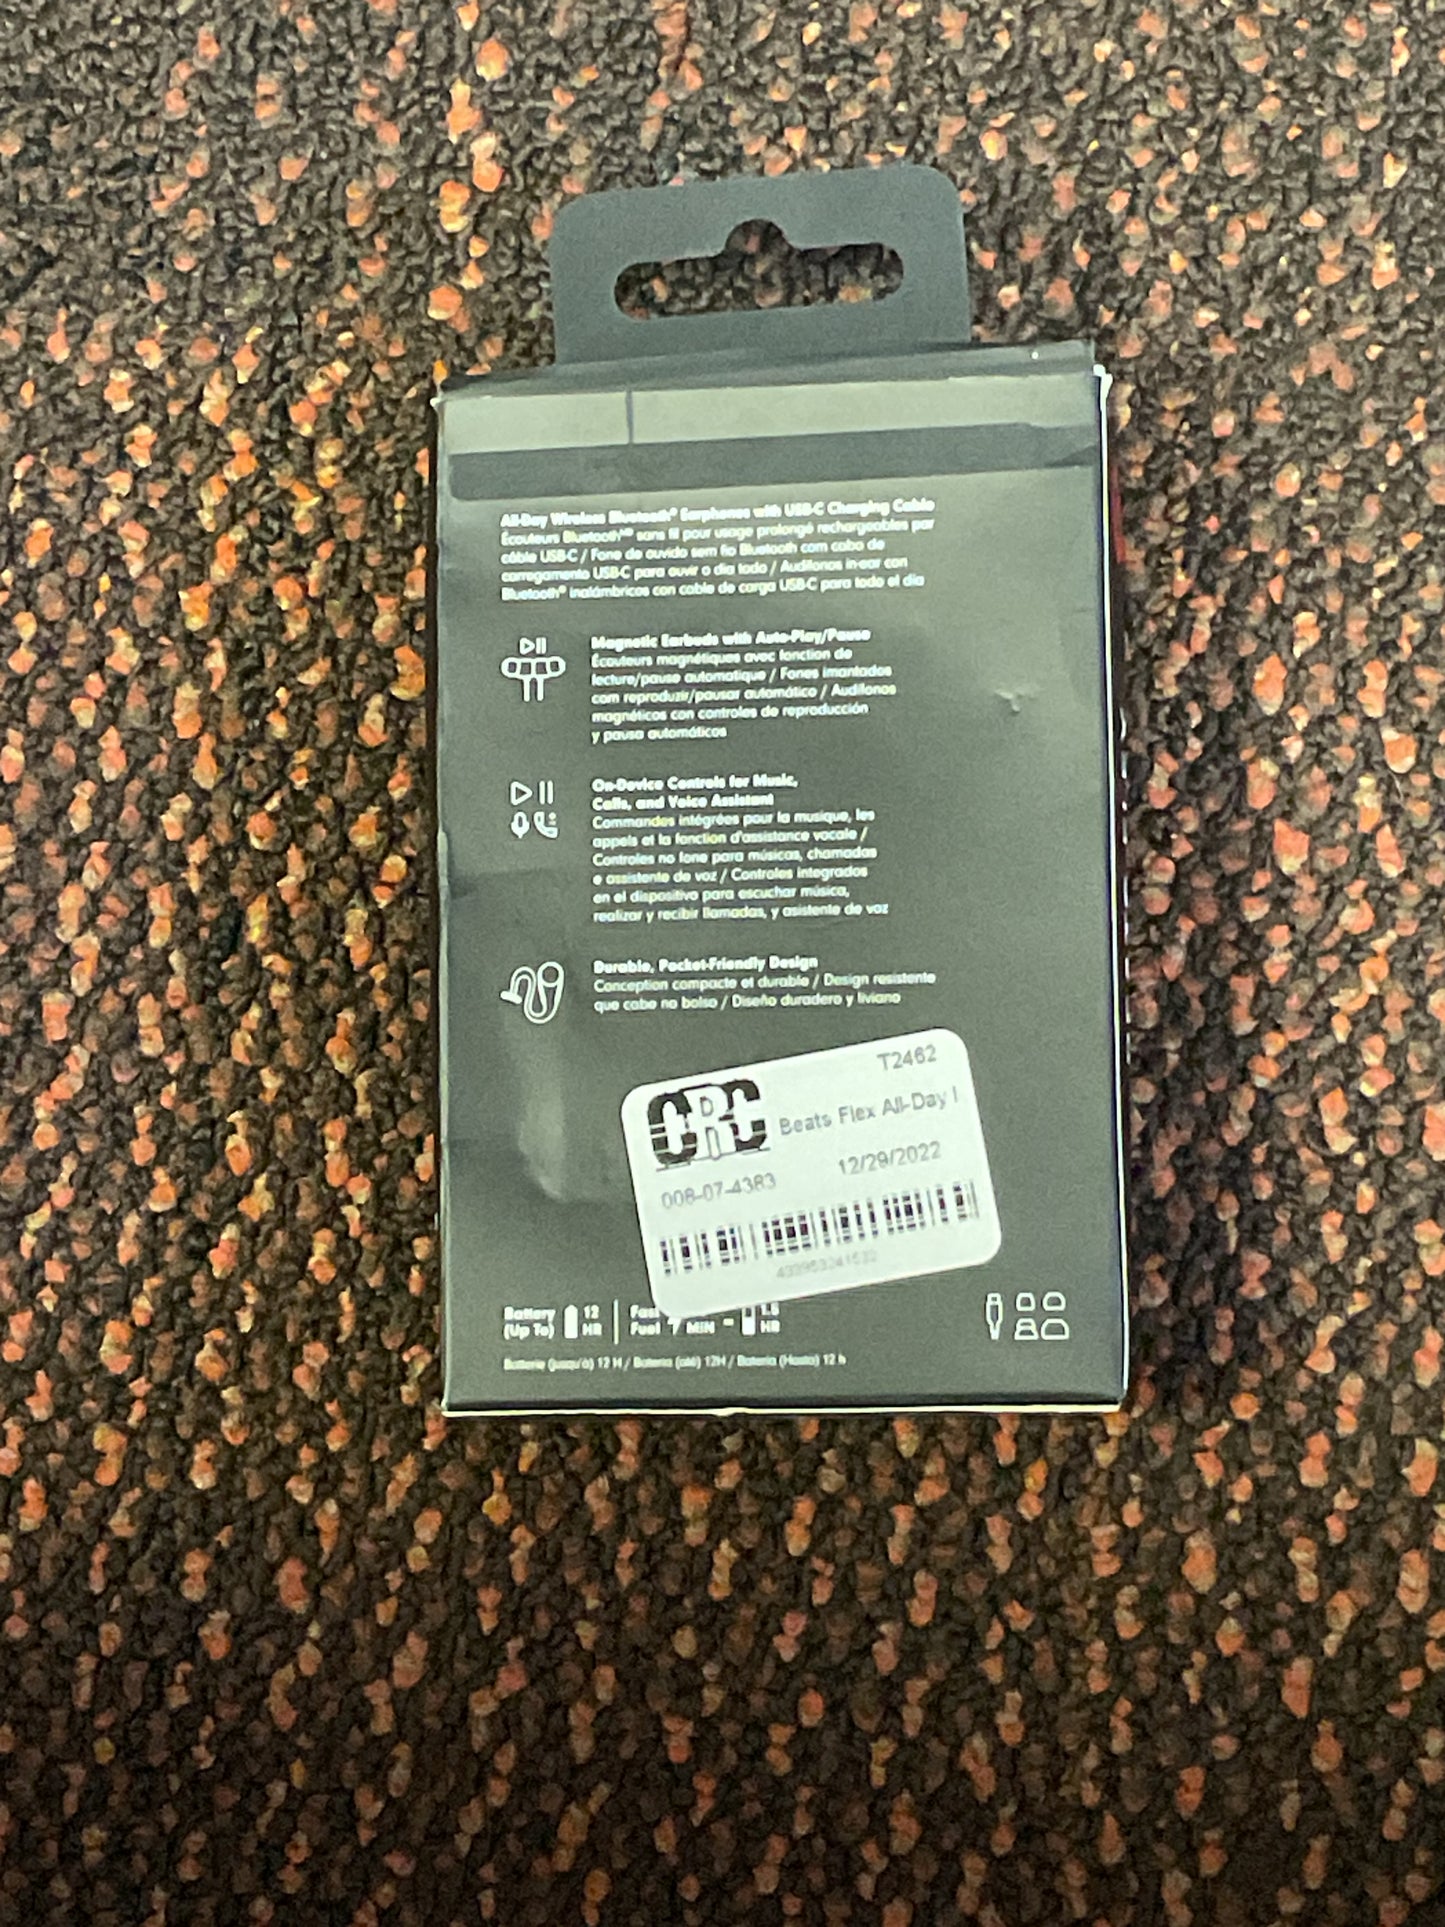 All-Day Wireless Bluetooth® Earphones with USB-C Charging Cable
Écouteurs Bluetooth sans fil pour usage prolongé rechargeables par
câble USB-C / Fone de ouvido sem fio Bluetooth com cabo de
carregamento USB-C para ouvir o dia todo / Audífonos in-ear con
Bluetooth® inalámbricos con cable de carga USB-C para todo el día
Magnetic Earbuds with Auto-Play/Pause
Écouteurs magnétiques avec fonction de
lecture/pause automatique / Fones imantados
com reproduzir/pausar automático / Audífonos
magnéticos con controles de reproducción
y pausa automáticos
On-Device Controls for Music,
Calls, and Voice Assistant
Commandes intégrées pour la musique, les
appels et la fonction d'assistance vocale /
Controles no fone para músicas, chamadas
e assistente de voz / Controles integrados
en el dispositivo para escuchar música,
realizar y recibir llamadas, y asistente de voz
Durable, Pocket-Friendly Design
Conception compacte et durable / Design resistente
que cabe no bolso / Diseño duradero y liviano
T2462
CRC
Beats Flex All-Day I
12/29/2022
008-07-4383
Battery 12
(Up To) HR
Fuel MIN = HR
Batterie (jusqu'à) 12 H / Bateria (até) 12H / Batería (Hasta) 12 h